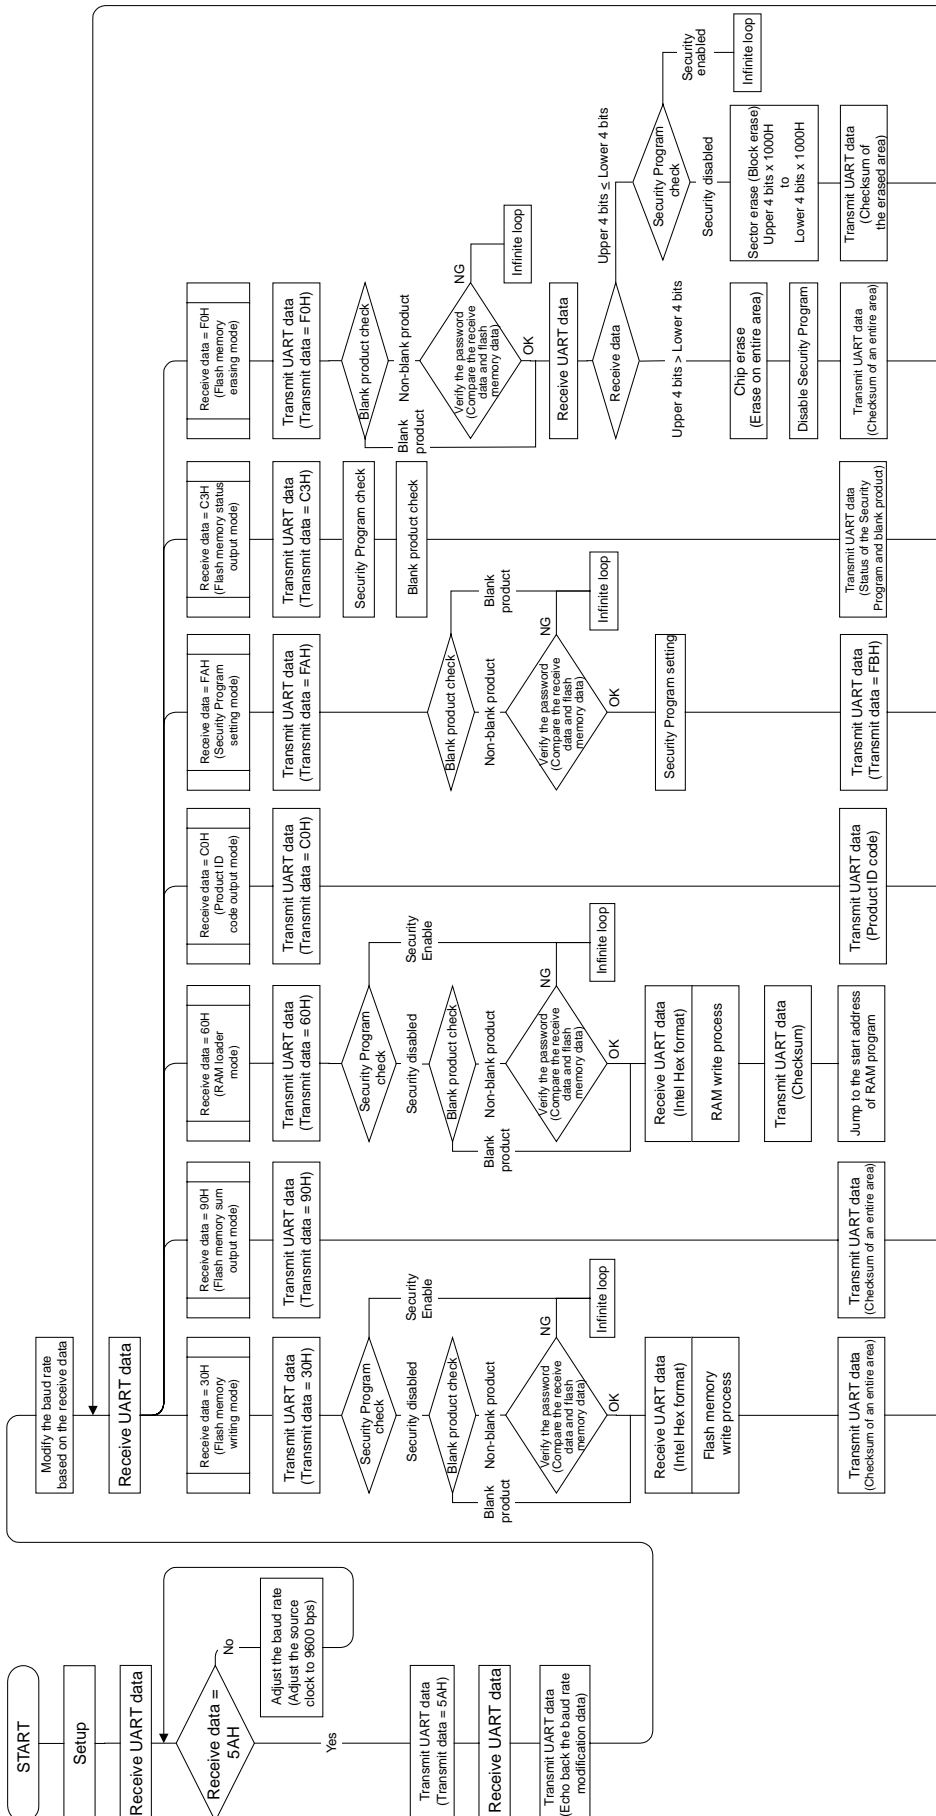 START
Setup
Receive UART data
Receive data =
5AH
No
Adjust the baud rate
(Adjust the source
clock to 9600 bps)
Yes
Transmit UART data
(Transmit data = 5AH)
Receive UART data
Transmit UART data
(Echo back the baud rate
modification data)
Modify the baud rate
based on the receive data
Receive UART data
Receive data = 30H
(Flash memory
writing mode)
Transmit UART data
(Transmit data = 30H)
Security Program
check
Security
Enable
Security disabled
Blank product check
Blank
product
Non-blank product
Verify the password
(Compare the receive
data and flash
memory data)
NG
Infinite loop
OK
Receive UART data
(Intel Hex format)
Flash memory
write process
Transmit UART data
(Checksum of an entire area)
Receive data = 90H
(Flash memory sum
output mode)
Transmit UART data
(Transmit data = 90H)
Transmit UART data
(Checksum of an entire area)
Receive data = 60H
(RAM loader
mode)
Transmit UART data
(Transmit data = 60H)
Security Program
check
Security
Enable
Security disabled
Blank product check
Blank
product
Non-blank product
Verify the password
(Compare the receive
data and flash
memory data)
NG
Infinite loop
OK
Receive UART data
(Intel Hex format)
RAM write process
Transmit UART data
(Checksum)
Jump to the start address
of RAM program
Receive data = C0H
(Product ID
code output mode)
Transmit UART data
(Transmit data = C0H)
Transmit UART data
(Product ID code)
Receive data = FAH
(Security Program
setting mode)
Transmit UART data
(Transmit data = FAH)
Blank product check
Blank
product
Non-blank product
Verify the password
(Compare the receive
data and flash
memory data)
NG
Infinite loop
OK
Security Program setting
Transmit UART data
(Transmit data = FBH)
Receive data = C3H
(Flash memory status
output mode)
Transmit UART data
(Transmit data = C3H)
Security Program check
Blank product check
Transmit UART data
(Status of the Security
Program and blank product)
Receive data = F0H
(Flash memory
erasing mode)
Transmit UART data
(Transmit data = F0H)
Blank product check
Blank
product
Non-blank product
Verify the password
(Compare the receive
data and flash
memory data)
NG
Infinite loop
OK
Receive UART data
Receive data
Upper 4 bits > Lower 4 bits
Chip erase
(Erase on entire area)
Disable Security Program
Transmit UART data
(Checksum of an entire area)
Upper 4 bits ≤ Lower 4 bits
Security Program
check
Security
enabled
Infinite loop
Security disabled
Sector erase (Block erase)
Upper 4 bits x 1000H
to
Lower 4 bits x 1000H
Transmit UART data
(Checksum of
the erased area)